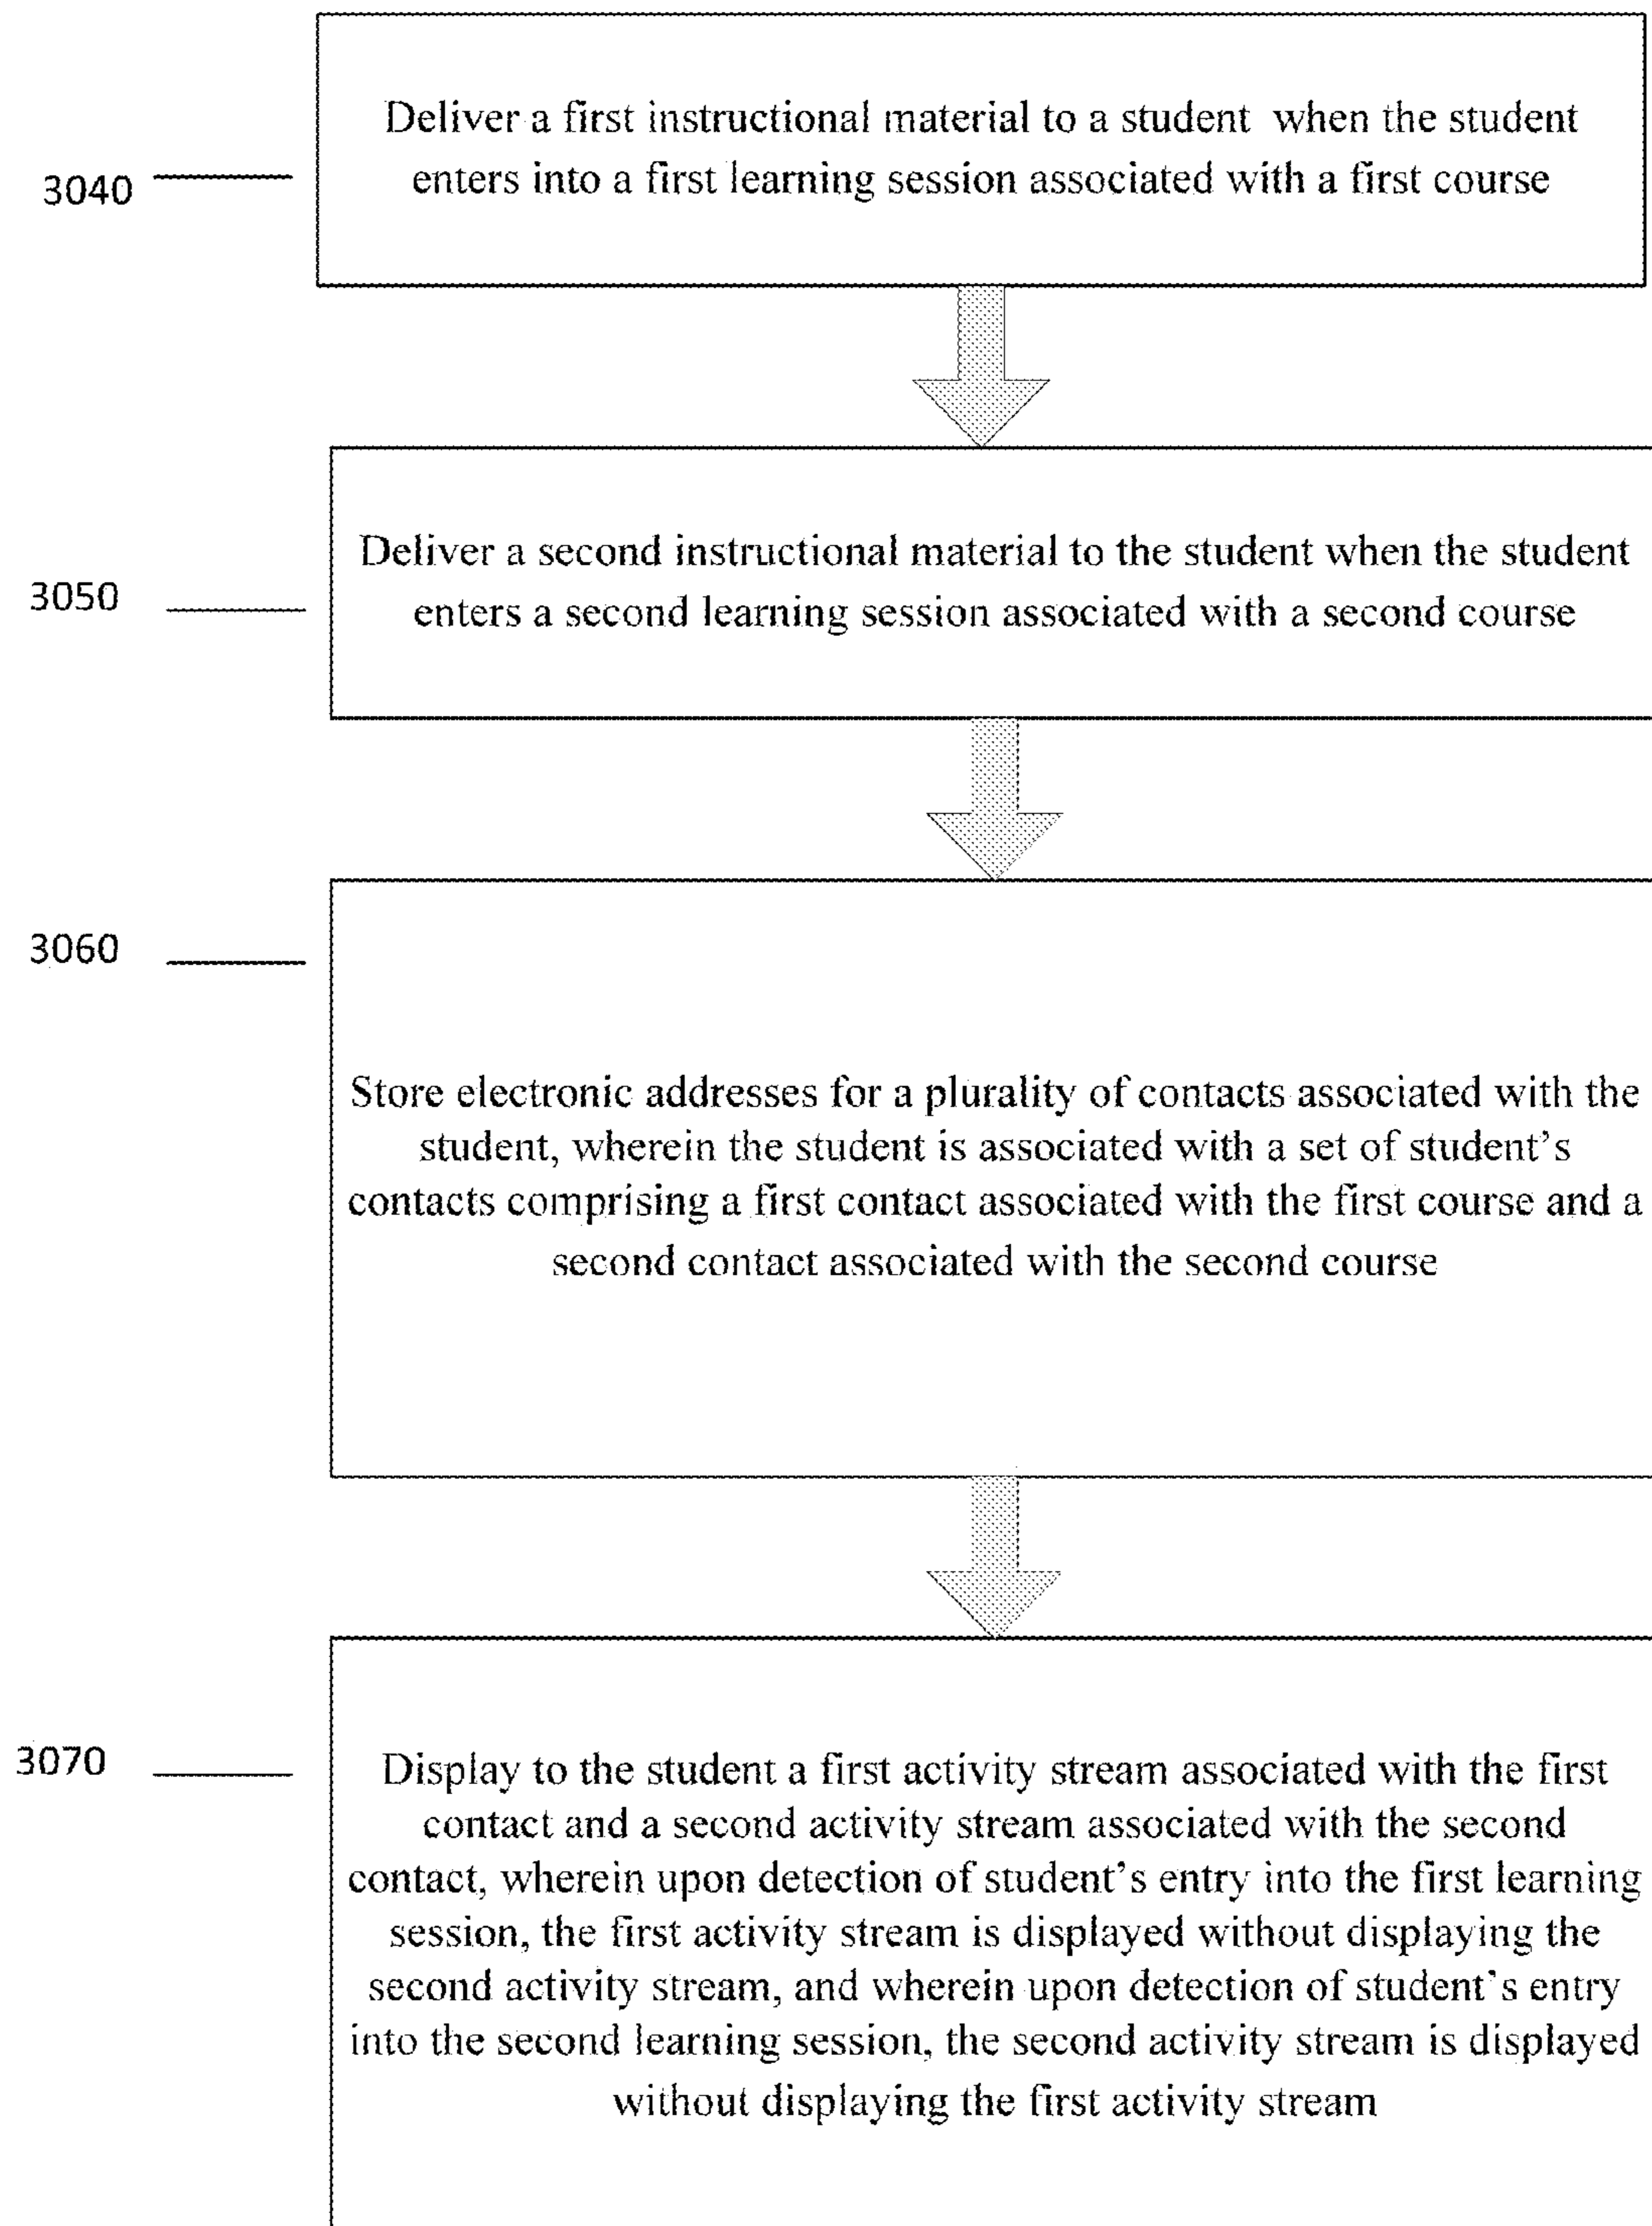 Deliver a first instructional material to a student when the student
3040
enters into a first learning session associated with a first course
Deliver a second instructional material to the student when the student
3050
enters a second learning session associated with a second course
3060
Store electronic addresses for a plurality of contacts associated with the
student, wherein the student is associated with a set of student's
contacts comprising a first contact associated with the first course and a
second contact associated with the second course
3070
Display to the student a first activity stream associated with the first
contact and a second activity stream associated with the second
contact, wherein upon detection of student's entry into the first learning
session, the first activity stream is displayed without displaying the
second activity stream, and wherein upon detection of student's entry
into the second learning session, the second activity stream is displayed
without displaying the first activity stream